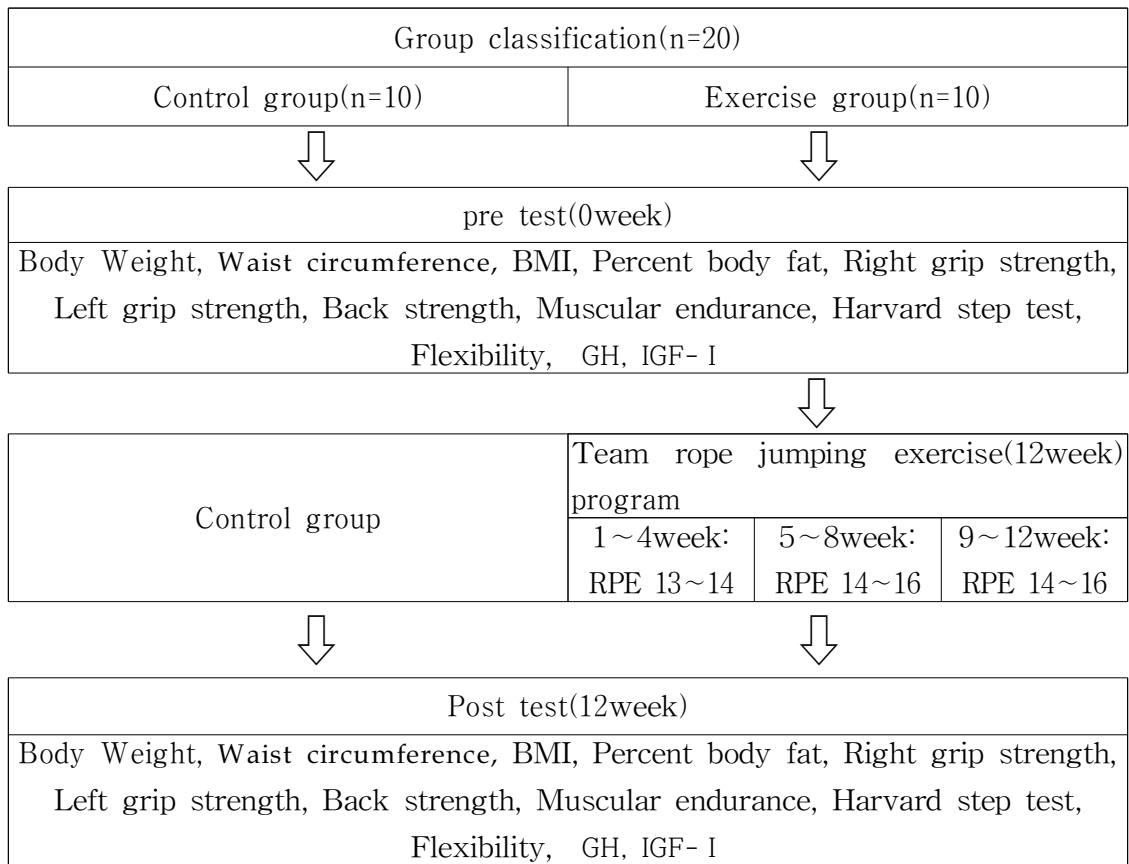 Group classification(n=20)
Control group(n=10)
Exercise group(n=10)
pre test(0week)
Body Weight, Waist circumference, BMI, Percent body fat, Right grip strength,
Left grip strength, Back strength, Muscular endurance, Harvard step test,
Flexibility, GH, IGF-Ⅰ
Control group
Team rope jumping exercise(12week)
program
1～4week:
RPE 13～14
5～8week:
RPE 14～16
9～12week:
RPE 14～16
Post test(12week)
Body Weight, Waist circumference, BMI, Percent body fat, Right grip strength,
Left grip strength, Back strength, Muscular endurance, Harvard step test,
Flexibility, GH, IGF-Ⅰ